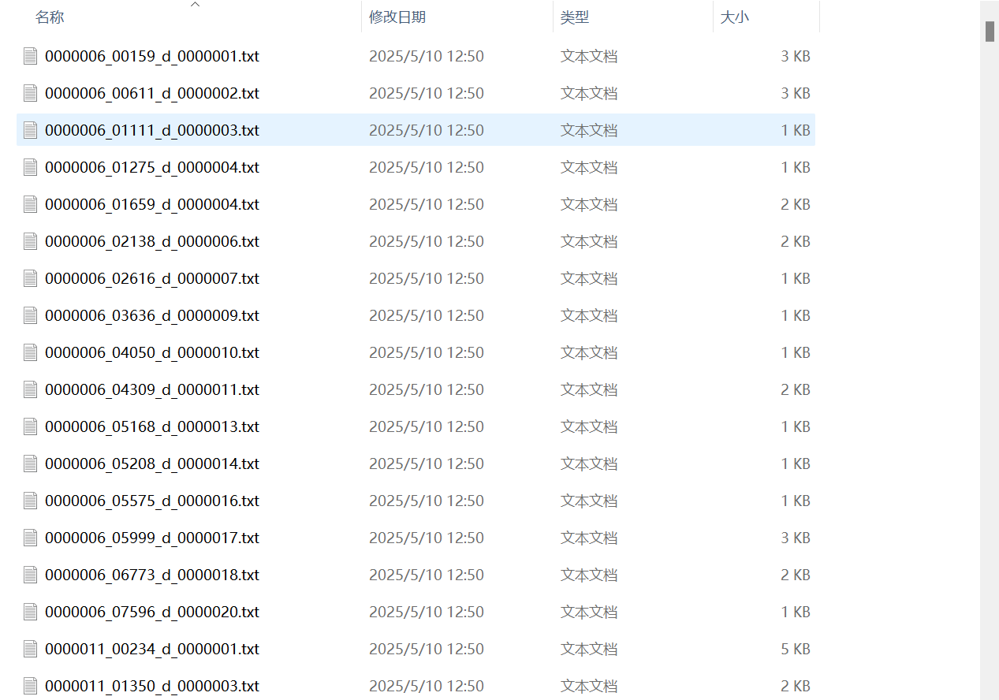 名称 修改日期 类型 大小
0000006_00159_d_0000001.txt 2025/5/10 12:50 文本文档 3 KB
0000006_00611_d_0000002.txt 2025/5/10 12:50 文本文档 3 KB
0000006_01111_d_0000003.txt 2025/5/10 12:50 文本文档 1 KB
0000006_01275_d_0000004.txt 2025/5/10 12:50 文本文档 1 KB
0000006_01659_d_0000004.txt 2025/5/10 12:50 文本文档 2 KB
0000006_02138_d_0000006.txt 2025/5/10 12:50 文本文档 2 KB
0000006_02616_d_0000007.txt 2025/5/10 12:50 文本文档 1 KB
0000006_03636_d_0000009.txt 2025/5/10 12:50 文本文档 1 KB
0000006_04050_d_0000010.txt 2025/5/10 12:50 文本文档 1 KB
0000006_04309_d_0000011.txt 2025/5/10 12:50 文本文档 2 KB
0000006_05168_d_0000013.txt 2025/5/10 12:50 文本文档 1 KB
0000006_05208_d_0000014.txt 2025/5/10 12:50 文本文档 1 KB
0000006_05575_d_0000016.txt 2025/5/10 12:50 文本文档 1 KB
0000006_05999_d_0000017.txt 2025/5/10 12:50 文本文档 3 KB
0000006_06773_d_0000018.txt 2025/5/10 12:50 文本文档 2 KB
0000006_07596_d_0000020.txt 2025/5/10 12:50 文本文档 1 KB
0000011_00234_d_0000001.txt 2025/5/10 12:50 文本文档 5 KB
0000011_01350_d_0000003.txt 2025/5/10 12:50 文本文档 2 KB